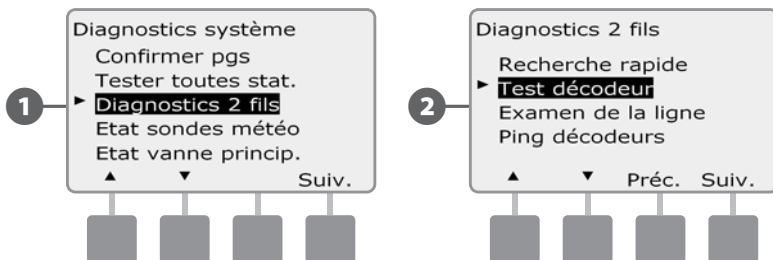 1
Diagnostics système
Confirmer pgs
Tester toutes stat.
► Diagnostics 2 fils
Etat sondes météo
Etat vanne princip.
▲ ▼ Suiv.
2
Diagnostics 2 fils
Recherche rapide
► Test décodeur
Examen de la ligne
Ping décodeurs
▲ ▼ Préc. Suiv.